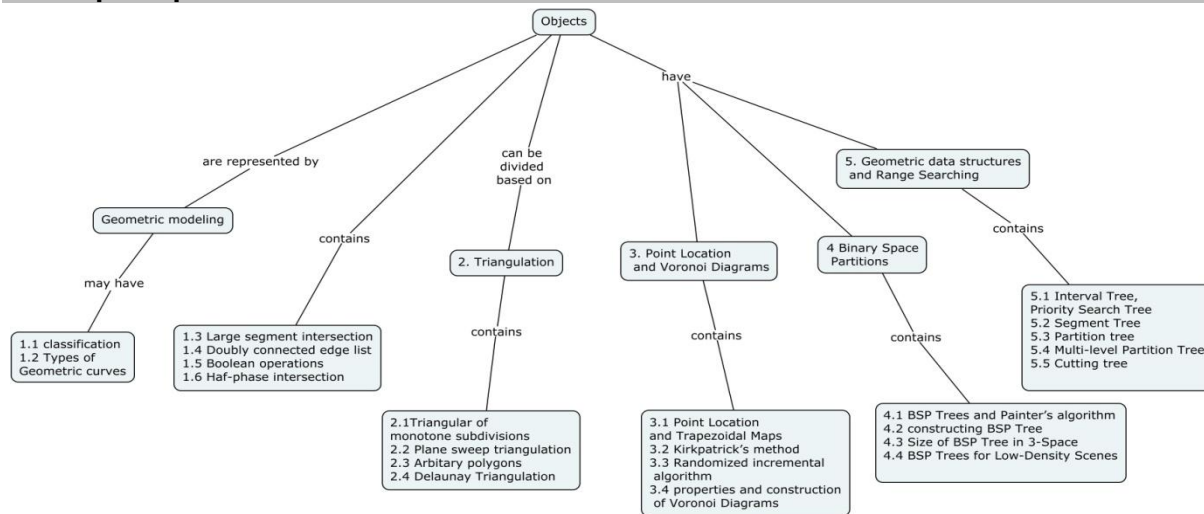 Objects
have
are represented by
can be
divided
based on
5. Geometric data structures
and Range Searching
Geometric modeling
contains
contains
2. Triangulation
3. Point Location
and Voronoi Diagrams
4 Binary Space
Partitions
may have
contains
contains
contains
1.1 classification
1.2 Types of
Geometric curves
1.3 Large segment intersection
1.4 Doubly connected edge list
1.5 Boolean operations
1.6 Haf-phase intersection
5.1 Interval Tree,
Priority Search Tree
5.2 Segment Tree
5.3 Partition tree
5.4 Multi-level Partition Tree
5.5 Cutting tree
2.1Triangular of
monotone subdivisions
2.2 Plane sweep triangulation
2.3 Arbitary polygons
2.4 Delaunay Triangulation
3.1 Point Location
and Trapezoidal Maps
3.2 Kirkpatrick's method
3.3 Randomized incremental
algorithm
3.4 properties and construction
of Voronoi Diagrams
4.1 BSP Trees and Painter's algorithm
4.2 constructing BSP Tree
4.3 Size of BSP Tree in 3-Space
4.4 BSP Trees for Low-Density Scenes